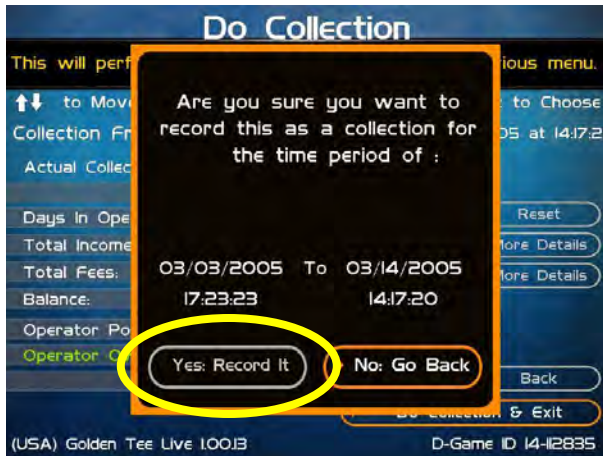 Do Collection
This will perf ious menu.
to Move to Choose
Collection Fr 05 at 14:17:2
Actual Collec
Are you sure you want to
record this as a collection for
the time period of :
03/03/2005 To 03/14/2005
17:23:23 14:17:20
Yes: Record It No: Go Back
Days In Ope Reset
Total Income More Details
Total Fees: More Details
Balance:
Operator Po
Operator O
Back
Do Collection & Exit
(USA) Golden Tee Live 1.00.13 D-Game ID 14-112835